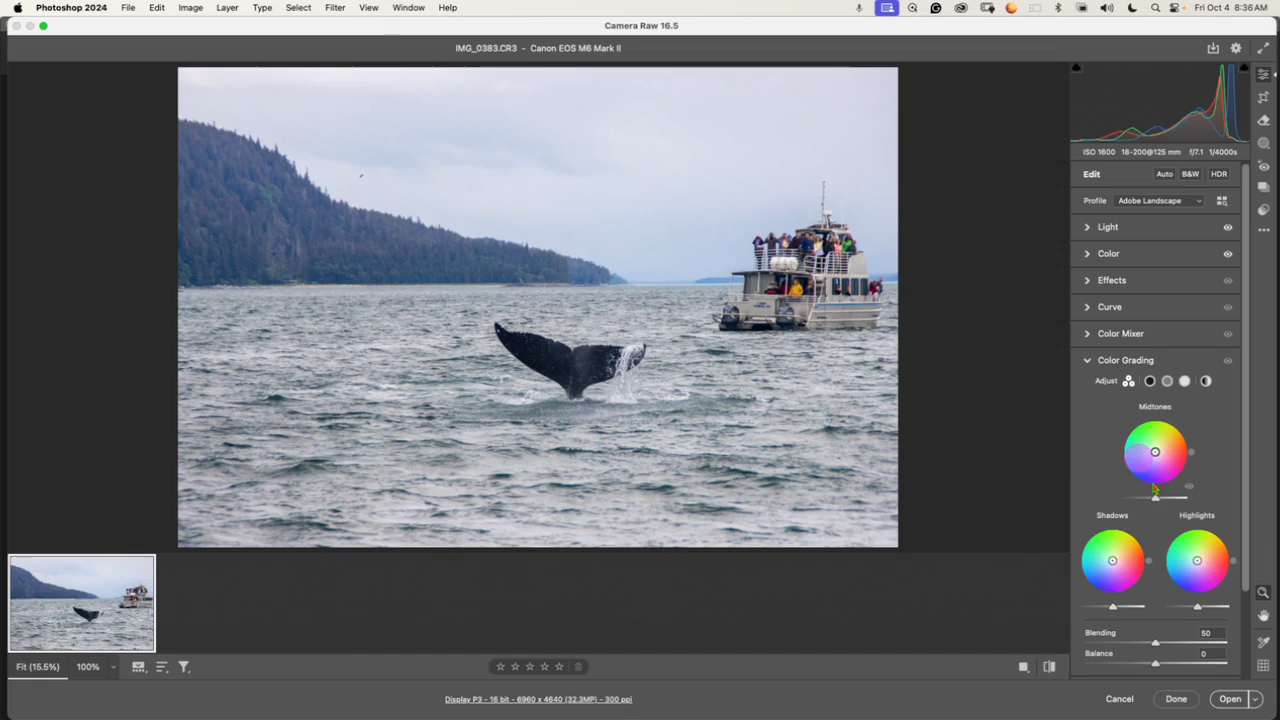 Photoshop 2024 File Edit Image Layer Type Select Filter View Window Help Fri Oct 4 8:36AM
Camera Raw 16.5
IMG_0383.CR3 - Canon EOS M6 Mark II
ISO 1600 18-200@125 mm f/7.1 1/4000s
Edit Auto B&W HDR
Profile Adobe Landscape
Light
Color
Effects
Curve
Color Mixer
Color Grading
Adjust
Midtones
Shadows Highlights
Blending 50
Balance 0
Fit (15.5%) 100%
Display P3 - 16 bit - 6960 x 4640 (32.3MP) - 300 ppi
Cancel Done Open